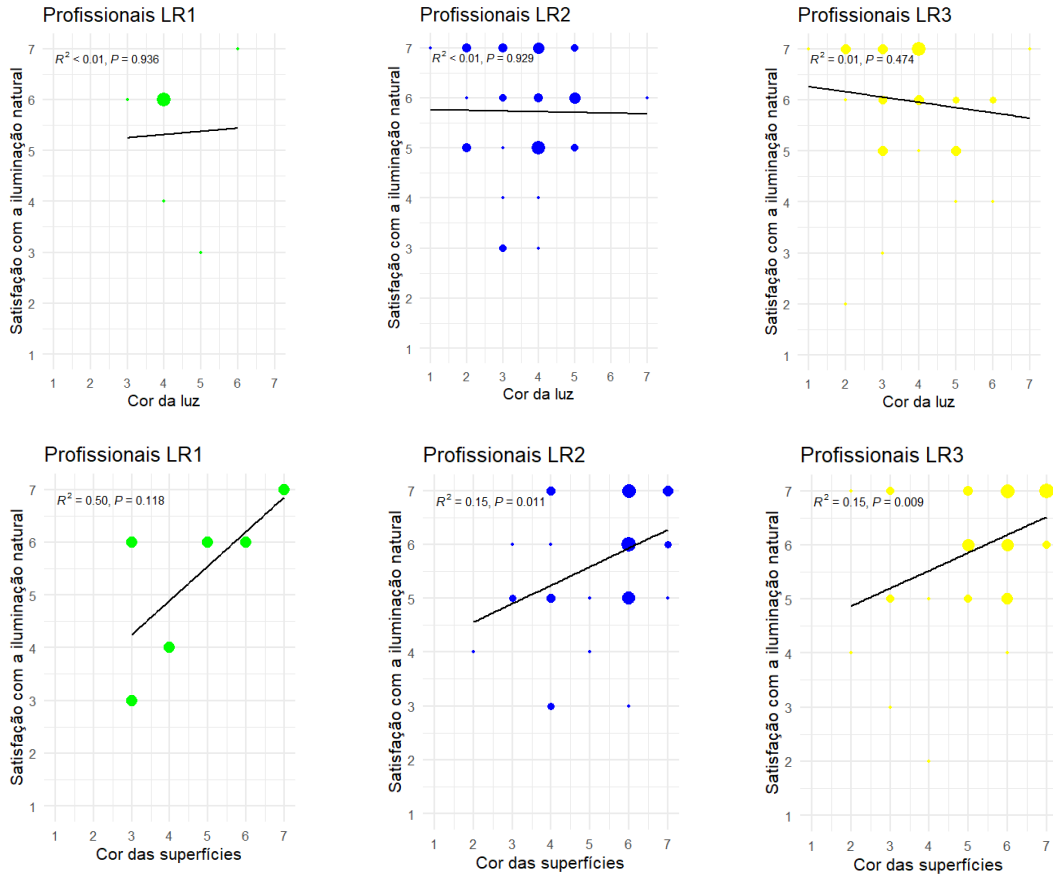 Profissionais LR1
R² < 0.01, P = 0.936
Satisfação com a iluminação natural
7
6
5
4
3
2
1
1 2 3 4 5 6 7
Cor da luz
Profissionais LR2
R² < 0.01, P = 0.929
Satisfação com a iluminação natural
7
6
5
4
3
2
1
1 2 3 4 5 6 7
Cor da luz
Profissionais LR3
R² = 0.01, P = 0.474
Satisfação com a iluminação natural
7
6
5
4
3
2
1
1 2 3 4 5 6 7
Cor da luz
Profissionais LR1
R² = 0.50, P = 0.118
Satisfação com a iluminação natural
7
6
5
4
3
2
1
1 2 3 4 5 6 7
Cor das superfícies
Profissionais LR2
R² = 0.15, P = 0.011
Satisfação com a iluminação natural
7
6
5
4
3
2
1
1 2 3 4 5 6 7
Cor das superfícies
Profissionais LR3
R² = 0.15, P = 0.009
Satisfação com a iluminação natural
7
6
5
4
3
2
1
1 2 3 4 5 6 7
Cor das superfícies